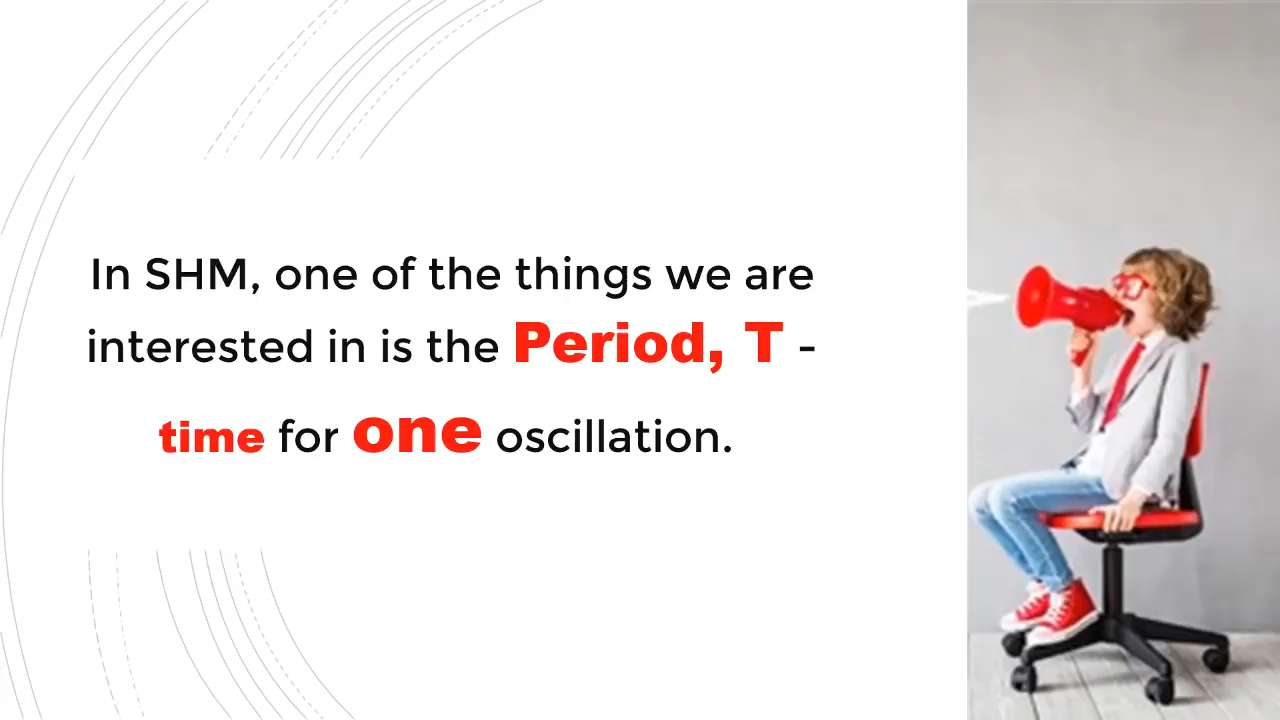 In SHM, one of the things we are
interested in is the Period, T -
time for one oscillation.